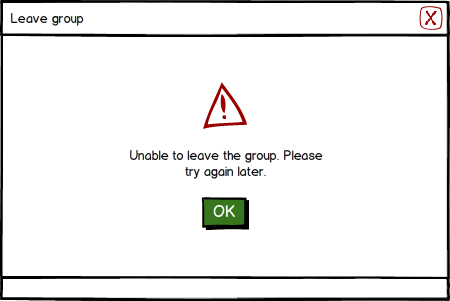 Leave group
Unable to leave the group. Please
try again later.
OK